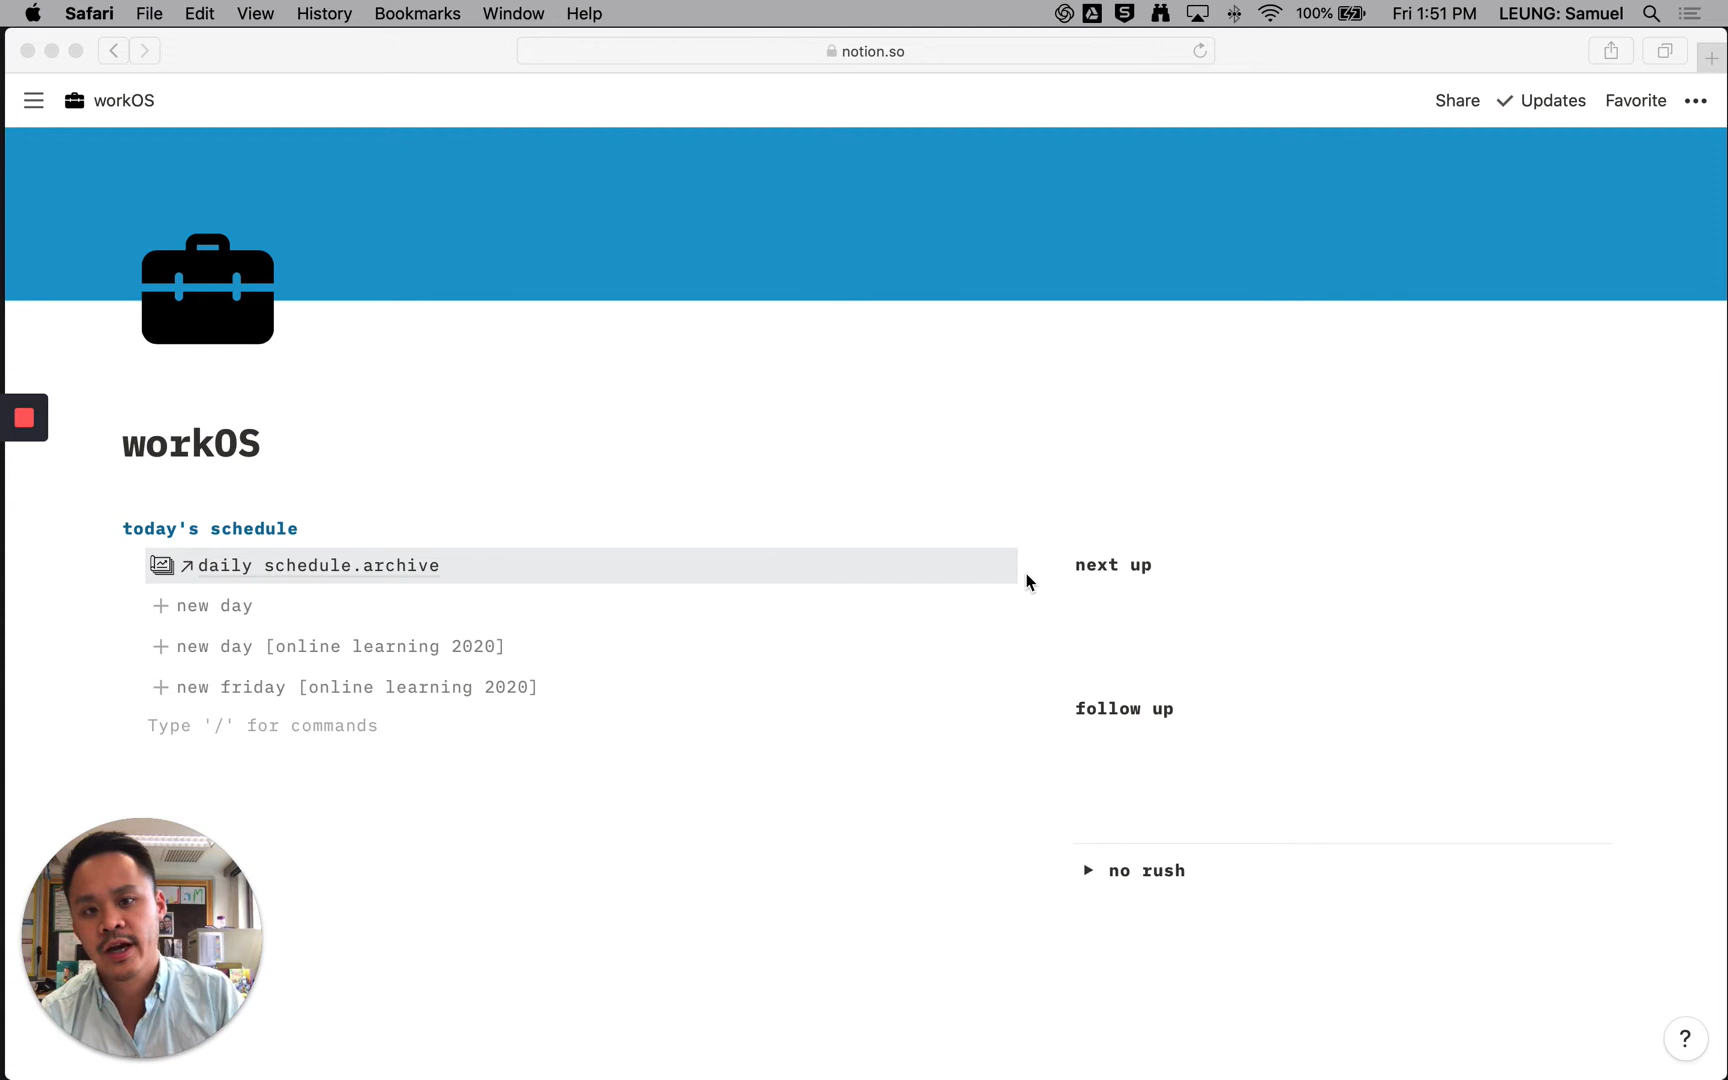 Safari File Edit View History Bookmarks Window Help 100% Fri 1:51 PM LEUNG: Samuel
notion.so
workOS Share Updates Favorite
workOS
today's schedule
daily schedule.archive
next up
+ new day
+ new day [online learning 2020]
+ new friday [online learning 2020]
follow up
Type '/' for commands
no rush
?